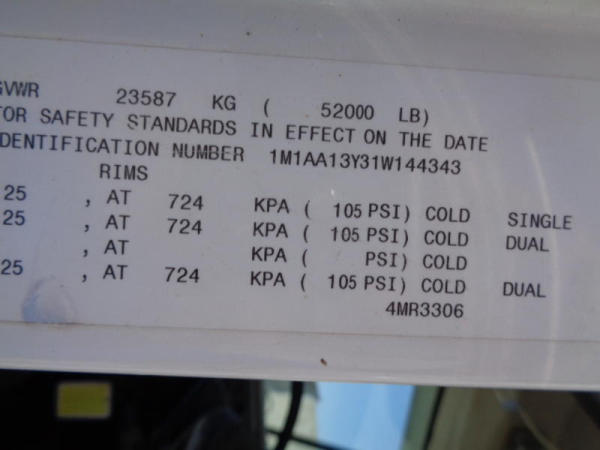 GVWR 23587 KG ( 52000 LB)
TOR SAFETY STANDARDS IN EFFECT ON THE DATE
DENTIFICATION NUMBER 1M1AA13Y31W144343
RIMS
25 , AT 724 KPA ( 105 PSI) COLD SINGLE
25 , AT 724 KPA ( 105 PSI) COLD DUAL
, AT KPA ( PSI) COLD
25 , AT 724 KPA ( 105 PSI) COLD DUAL
4MR3306